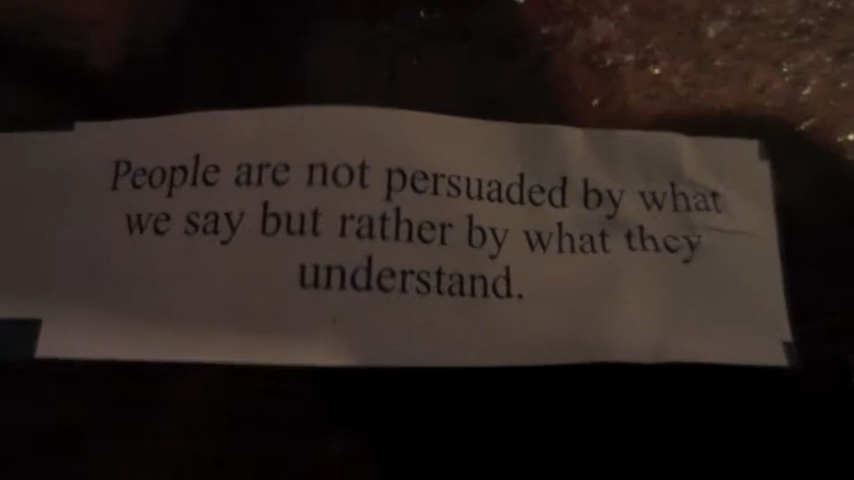 People are not persuaded by what
we say but rather by what they
understand.